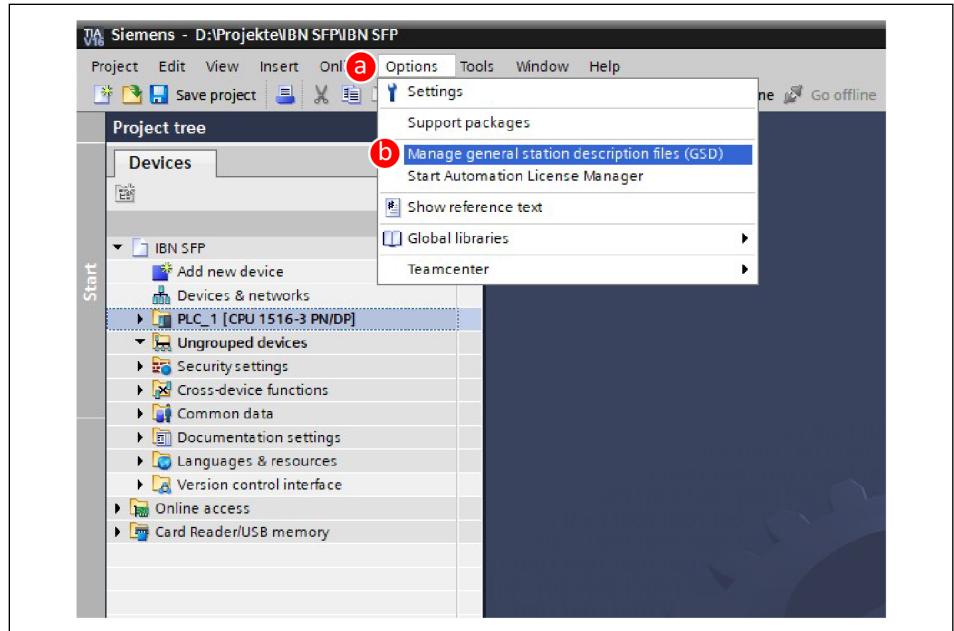 TIA V16 Siemens - D:\Projekte\IBN SFP\IBN SFP
Project Edit View Insert Onli a Options Tools Window Help
Save project ne Go offline
Settings
Support packages
b Manage general station description files (GSD)
Start Automation License Manager
Show reference text
Global libraries
Teamcenter
Project tree
Devices
Start
IBN SFP
Add new device
Devices & networks
PLC_1 [CPU 1516-3 PN/DP]
Ungrouped devices
Security settings
Cross-device functions
Common data
Documentation settings
Languages & resources
Version control interface
Online access
Card Reader/USB memory